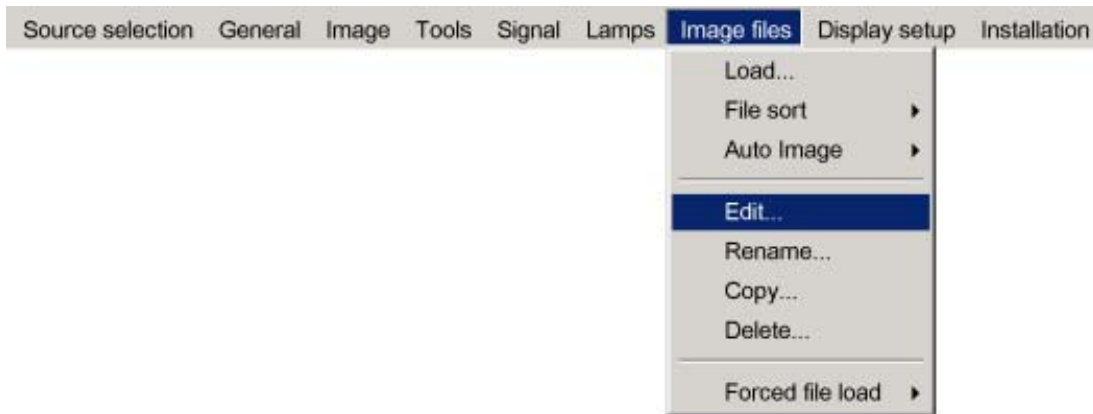 Source selection General Image Tools Signal Lamps Image files Display setup Installation
Load...
File sort
Auto Image
Edit...
Rename...
Copy...
Delete...
Forced file load